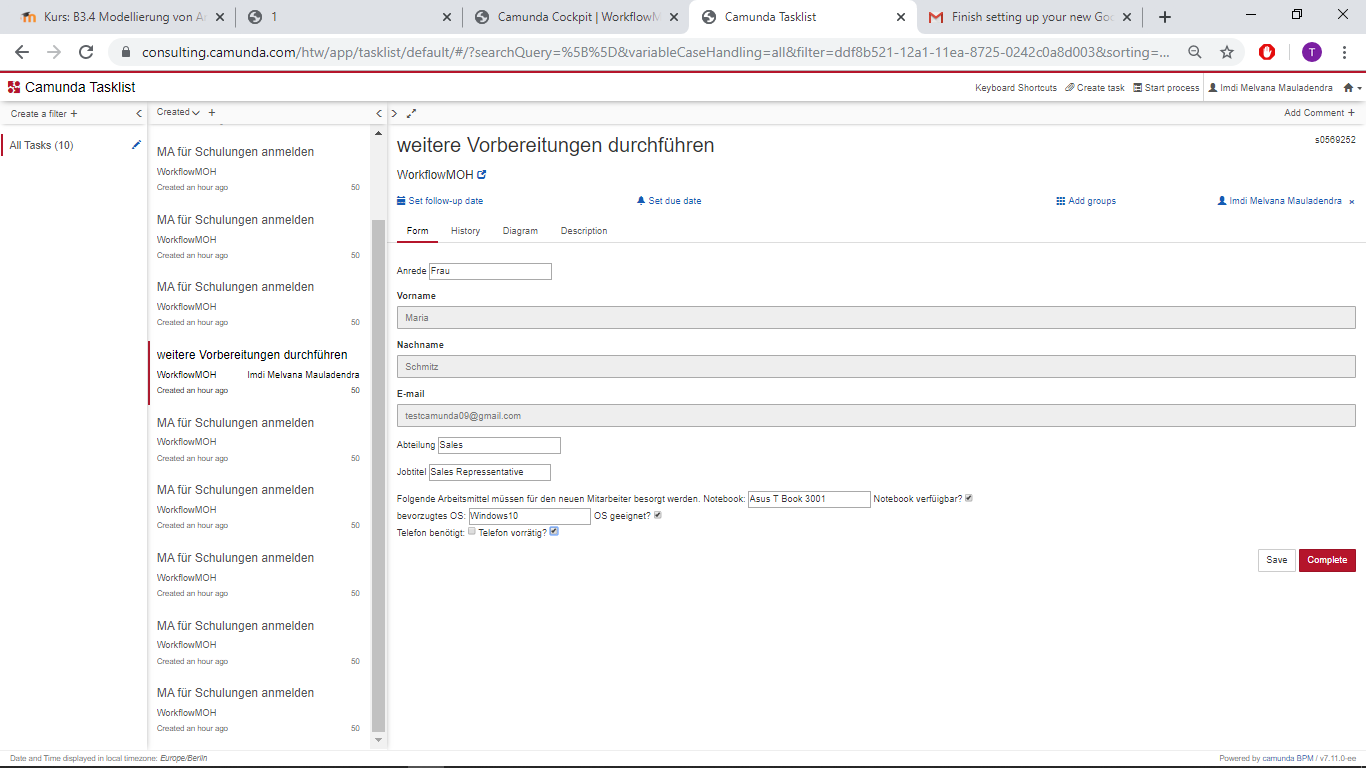 Kurs: B3.4 Modellierung von A
1
Camunda Cockpit | WorkflowM
Camunda Tasklist
Finish setting up your new Goo
consulting.camunda.com/htw/app/tasklist/default/#/?searchQuery=%5B%5D&variableCaseHandling=all&filter=ddf8b521-12a1-11ea-8725-0242c0a8d003&sorting=...
T
Camunda Tasklist
Keyboard Shortcuts
Create task
Start process
Imdi Melvana Mauladendra
Create a filter +
Created
Add Comment +
All Tasks (10)
MA für Schulungen anmelden
WorkflowMOH
Created an hour ago 50
MA für Schulungen anmelden
WorkflowMOH
Created an hour ago 50
MA für Schulungen anmelden
WorkflowMOH
Created an hour ago 50
weitere Vorbereitungen durchführen
WorkflowMOH Imdi Melvana Mauladendra
Created an hour ago 50
MA für Schulungen anmelden
WorkflowMOH
Created an hour ago 50
MA für Schulungen anmelden
WorkflowMOH
Created an hour ago 50
MA für Schulungen anmelden
WorkflowMOH
Created an hour ago 50
MA für Schulungen anmelden
WorkflowMOH
Created an hour ago 50
MA für Schulungen anmelden
WorkflowMOH
Created an hour ago 50
weitere Vorbereitungen durchführen
s0569252
WorkflowMOH
Set follow-up date
Set due date
Add groups
Imdi Melvana Mauladendra ×
Form
History
Diagram
Description
Anrede Frau
Vorname
Maria
Nachname
Schmitz
E-mail
testcamunda09@gmail.com
Abteilung Sales
Jobtitel Sales Repressentative
Folgende Arbeitsmittel müssen für den neuen Mitarbeiter besorgt werden. Notebook: Asus T Book 3001 Notebook verfügbar?
bevorzugtes OS: Windows10 OS geeignet?
Telefon benötigt: Telefon vorrätig?
Save
Complete
Date and Time displayed in local timezone: Europe/Berlin
Powered by camunda BPM / v7.11.0-ee